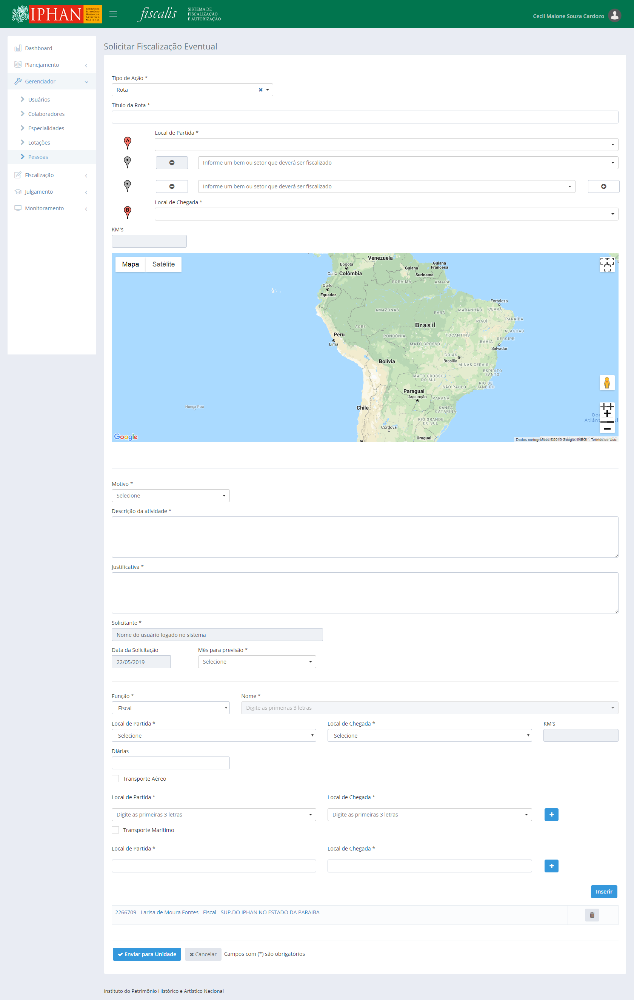 IPHAN
INSTITUTO DO
PATRIMÔNIO
HISTÓRICO E
ARTÍSTICO
NACIONAL
fiscalis
SISTEMA DE
FISCALIZAÇÃO
E AUTORIZAÇÃO
Cecil Malone Souza Cardozo
Dashboard
Planejamento
Gerenciador
Usuários
Colaboradores
Especialidades
Lotações
Pessoas
Fiscalização
Julgamento
Monitoramento
Solicitar Fiscalização Eventual
Tipo de Ação *
Rota
Titulo da Rota *
A
Local de Partida *
Informe um bem ou setor que deverá ser fiscalizado
Informe um bem ou setor que deverá ser fiscalizado
B
Local de Chegada *
KM's
Mapa Satélite
Venezuela
Bogotá
Colômbia
Cali
Guiana
Guiana
Francesa
Suriname
RORAIMA
AMAPÁ
Quito
Equador
Fortaleza
AMAZONAS
PARÁ
MARANHÃO
CEARÁ
PIAUÍ
PARAÍBA
ACRE
Brasil
ALAGOAS
Peru
Lima
RONDÔNIA
TOCANTINS
SERGIPE
BAHIA
MATO GROSSO
Salvador
GOIÁS
Brasília
Bolívia
MINAS GERAIS
ESPÍRITO
SANTO
MATO GROSSO
DO SUL
RIO DE
JANEIRO
SÃO PAULO
Paraguai
Assunção
PARANÁ
Hanga Roa
Chile
SANTA
CATARINA
RIO GRANDE
DO SUL
Córdova
Uruguai
Google
Dados cartográficos ©2019 Google, INEGI
Termos de Uso
Motivo *
Selecione
Descrição da atividade *
Justificativa *
Solicitante *
Nome do usuário logado no sistema
Data da Solicitação Mês para previsão *
22/05/2019 Selecione
Função * Nome *
Fiscal Digite as primeiras 3 letras
Local de Partida * Local de Chegada * KM's
Selecione Selecione
Diárias
Transporte Aéreo
Local de Partida * Local de Chegada *
Digite as primeiras 3 letras Digite as primeiras 3 letras
Transporte Marítimo
Local de Partida * Local de Chegada *
Inserir
2266709 - Larisa de Moura Fontes - Fiscal - SUP.DO IPHAN NO ESTADO DA PARAIBA
Enviar para Unidade Cancelar Campos com (*) são obrigatórios
Instituto do Patrimônio Histórico e Artístico Nacional